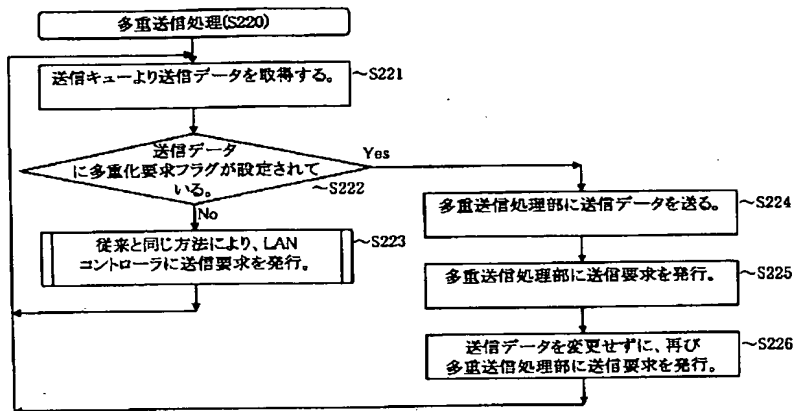 多重送信処理(S220)
送信キューより送信データを取得する。
~S221
送信データ
に多重化要求フラグが設定されて
いる。
~S222
Yes
No
従来と同じ方法により、LAN
コントローラに送信要求を発行。
~S223
多重送信処理部に送信データを送る。
~S224
多重送信処理部に送信要求を発行。
~S225
送信データを変更せずに、再び
多重送信処理部に送信要求を発行。
~S226